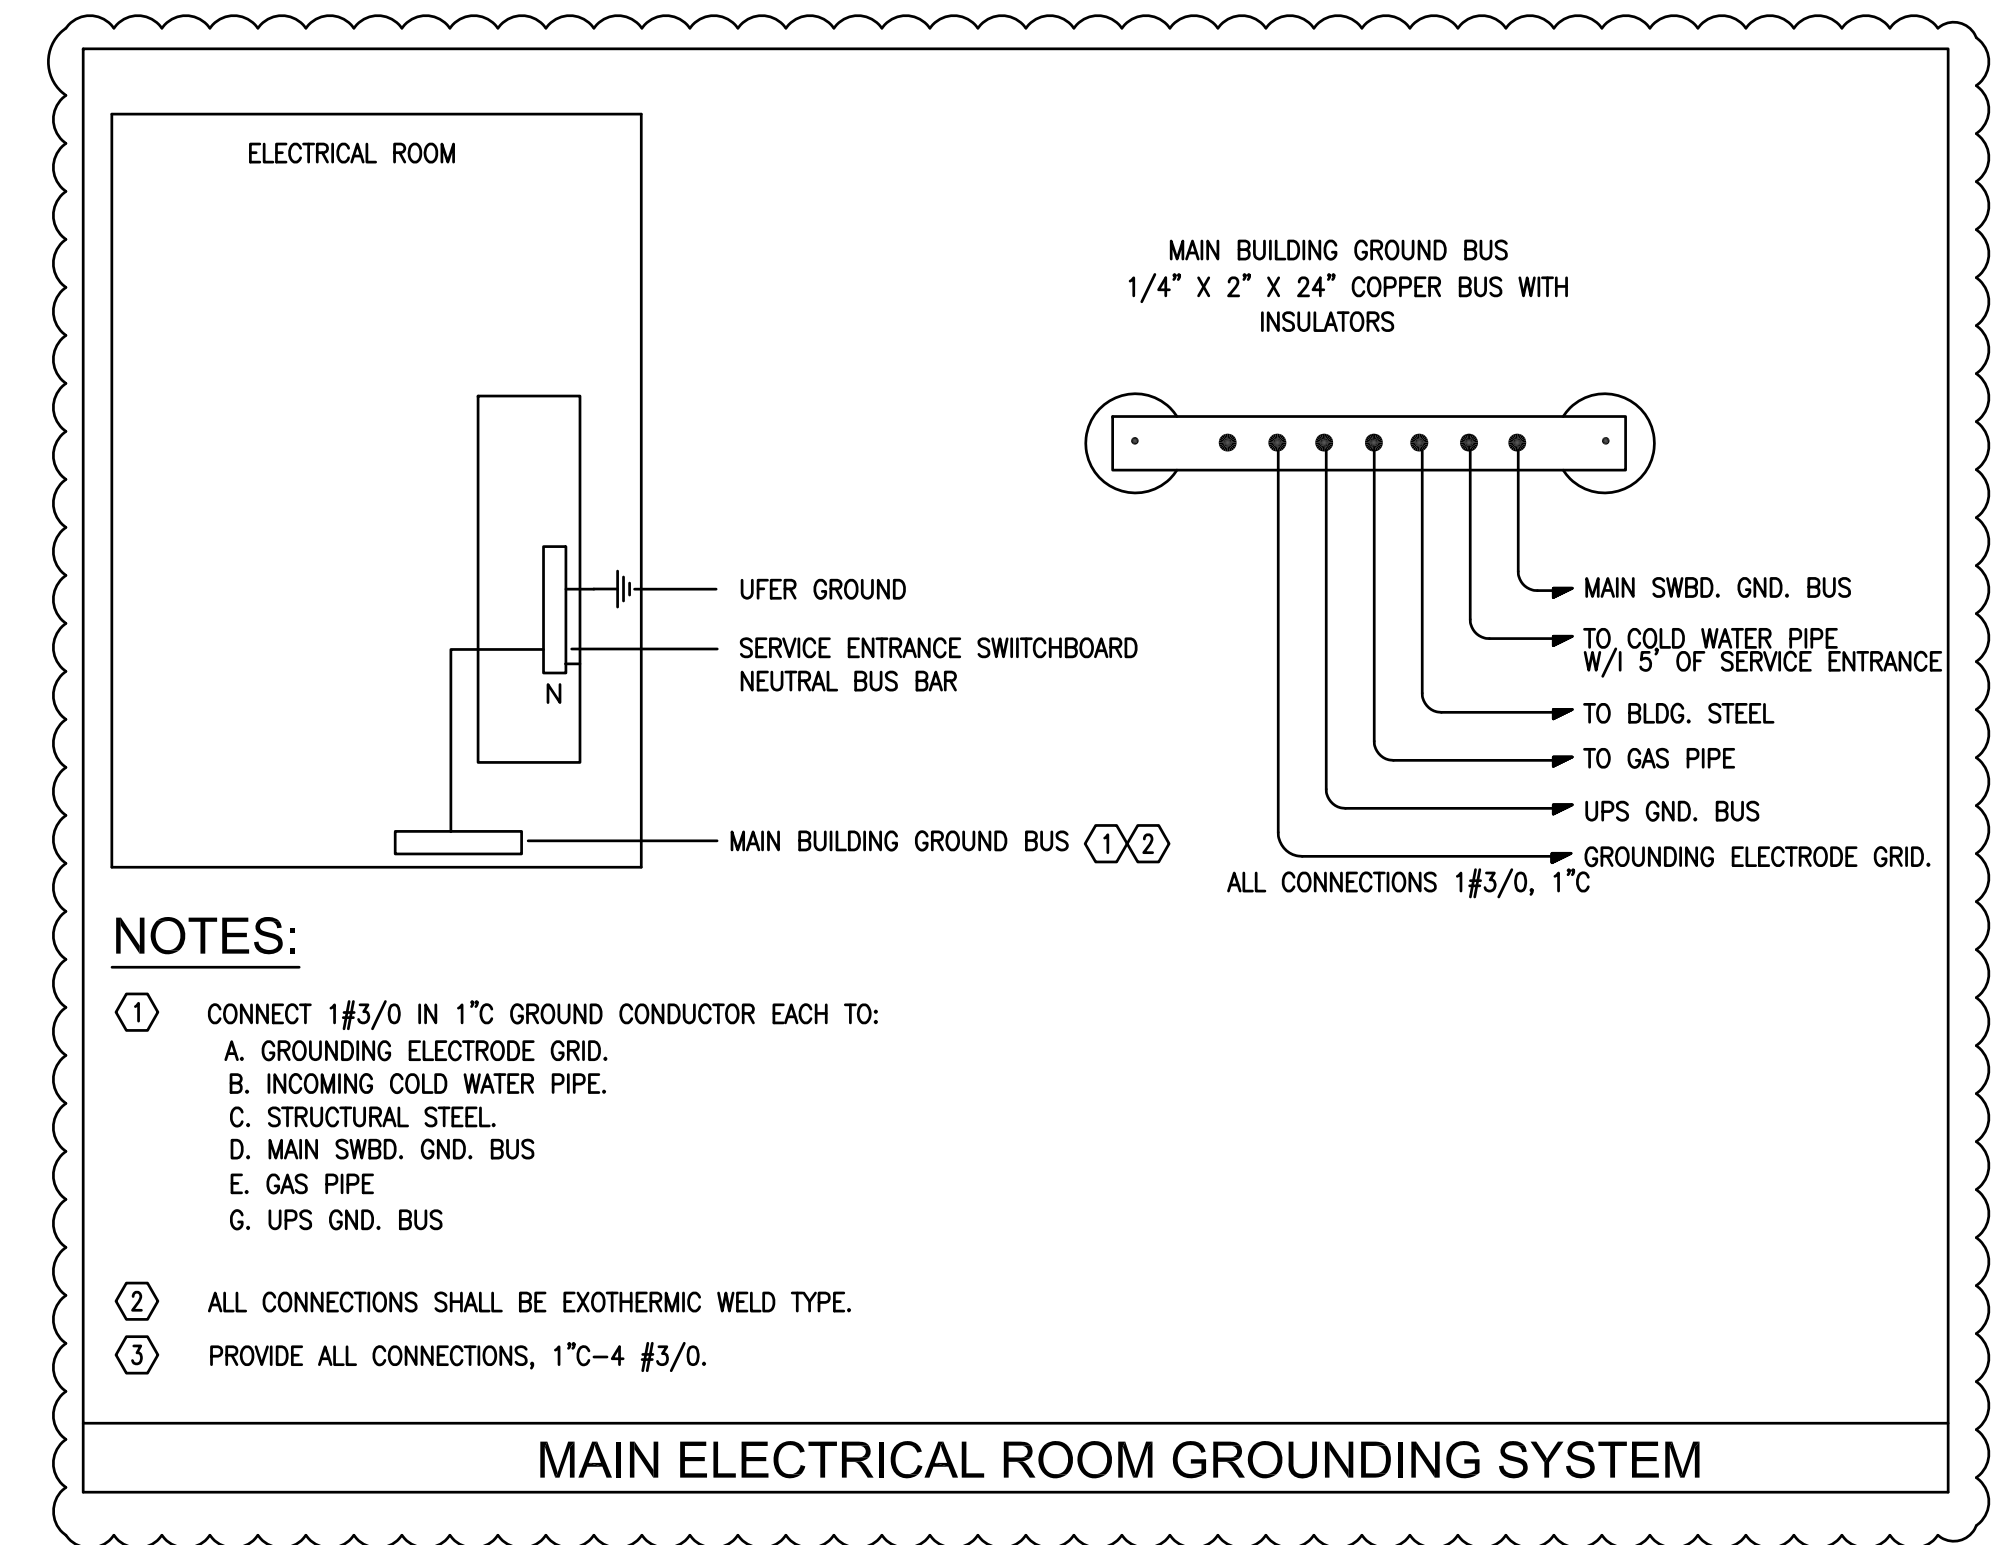 ELECTRICAL ROOM
MAIN BUILDING GROUND BUS
1/4" X 2" X 24" COPPER BUS WITH
INSULATORS
UFER GROUND
SERVICE ENTRANCE SWIITCHBOARD
NEUTRAL BUS BAR
N
MAIN BUILDING GROUND BUS 1 2
MAIN SWBD. GND. BUS
TO COLD WATER PIPE
W/I 5' OF SERVICE ENTRANCE
TO BLDG. STEEL
TO GAS PIPE
UPS GND. BUS
GROUNDING ELECTRODE GRID.
ALL CONNECTIONS 1#3/0, 1"C
NOTES:
1 CONNECT 1#3/0 IN 1"C GROUND CONDUCTOR EACH TO:
A. GROUNDING ELECTRODE GRID.
B. INCOMING COLD WATER PIPE.
C. STRUCTURAL STEEL.
D. MAIN SWBD. GND. BUS
E. GAS PIPE
G. UPS GND. BUS
2 ALL CONNECTIONS SHALL BE EXOTHERMIC WELD TYPE.
3 PROVIDE ALL CONNECTIONS, 1"C-4 #3/0.
MAIN ELECTRICAL ROOM GROUNDING SYSTEM